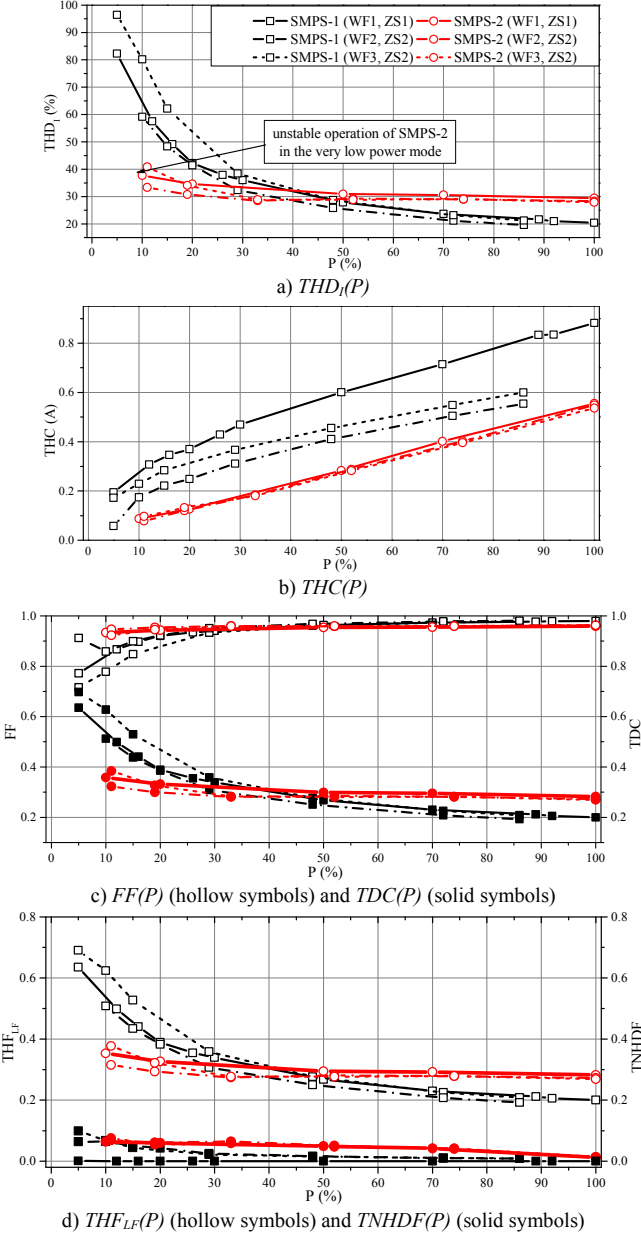 100
90
80
70
60
50
40
30
20
THD_I (%)
SMPS-1 (WF1, ZS1)
SMPS-2 (WF1, ZS1)
SMPS-1 (WF2, ZS2)
SMPS-2 (WF2, ZS2)
SMPS-1 (WF3, ZS2)
SMPS-2 (WF3, ZS2)
unstable operation of SMPS-2
in the very low power mode
0 10 20 30 40 50 60 70 80 90 100
P (%)
a) THD_I(P)
0.8
0.6
0.4
0.2
0.0
THC (A)
0 10 20 30 40 50 60 70 80 90 100
P (%)
b) THC(P)
1.0 1.0
0.8 0.8
0.6 0.6
0.4 0.4
0.2 0.2
FF
TDC
0 10 20 30 40 50 60 70 80 90 100
P (%)
c) FF(P) (hollow symbols) and TDC(P) (solid symbols)
0.8 0.8
0.6 0.6
0.4 0.4
0.2 0.2
0.0 0.0
THF_LF
TNHDF
0 10 20 30 40 50 60 70 80 90 100
P (%)
d) THF_LF(P) (hollow symbols) and TNHDF(P) (solid symbols)